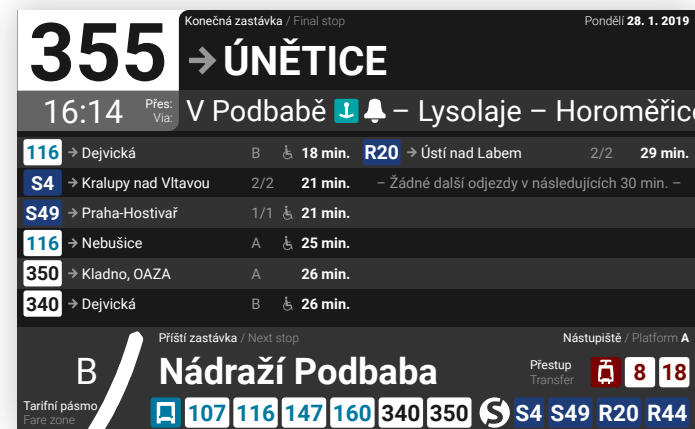 355
Konečná zastávka / Final stop
Pondělí 28. 1. 2019
→ ÚNĚTICE
16:14
Přes:
Via:
V Podbabě – Lysolaje – Horoměřice
116 → Dejvická B 18 min.
S4 → Kralupy nad Vltavou 2/2 21 min.
S49 → Praha-Hostivař 1/1 21 min.
116 → Nebušice A 25 min.
350 → Kladno, OAZA A 26 min.
340 → Dejvická B 26 min.
R20 → Ústí nad Labem 2/2 29 min.
– Žádné další odjezdy v následujících 30 min. –
B
Tarifní pásmo
Fare zone
Příští zastávka / Next stop
Nástupiště / Platform A
Nádraží Podbaba
Přestup
Transfer
8 18
107 116 147 160 340 350 S S4 S49 R20 R44